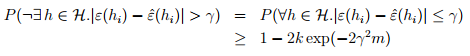 P(¬∃ h ∈ ℋ.|ε(h_i) − ε̂(h_i)| > γ) = P(∀h ∈ ℋ.|ε(h_i) − ε̂(h_i)| ≤ γ)
≥ 1 − 2k exp(−2γ²m)